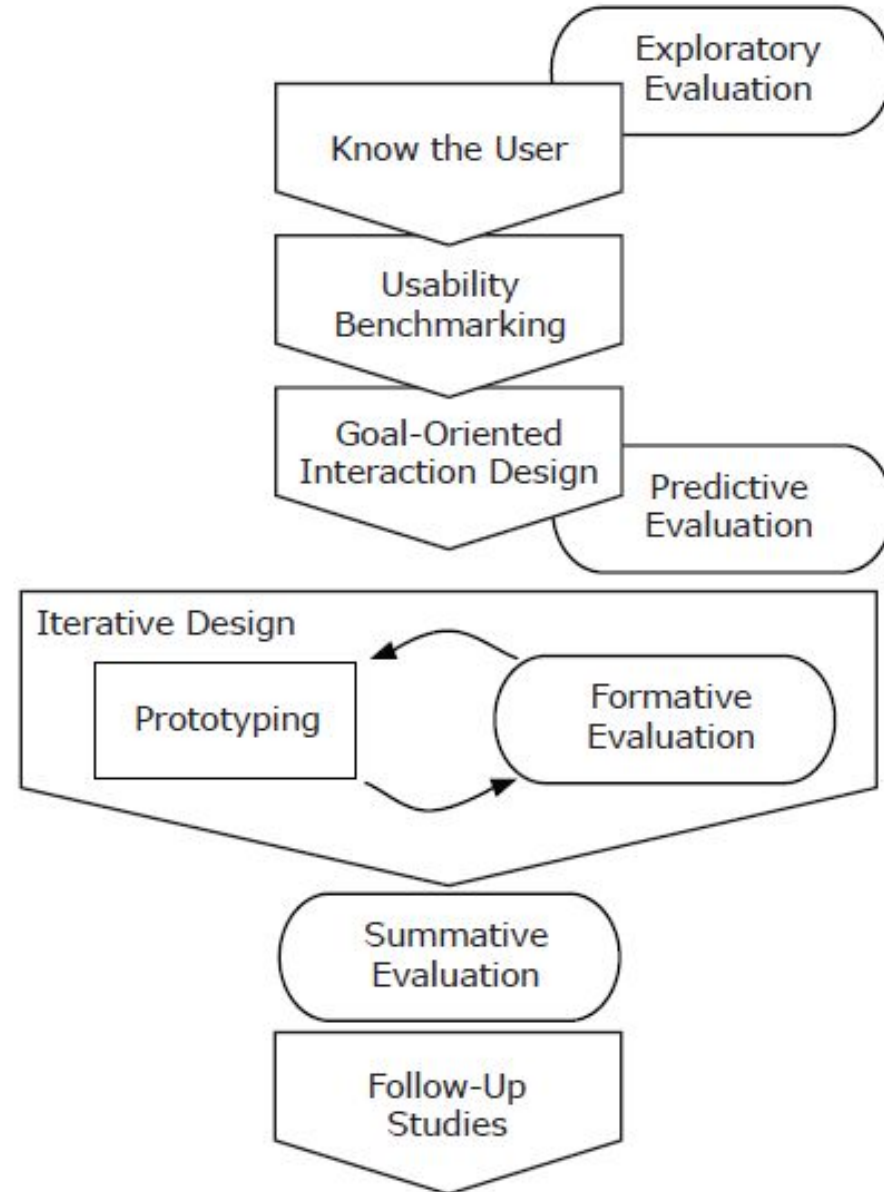 Exploratory
Evaluation
Know the User
Usability
Benchmarking
Goal-Oriented
Interaction Design
Predictive
Evaluation
Iterative Design
Prototyping
Formative
Evaluation
Summative
Evaluation
Follow-Up
Studies